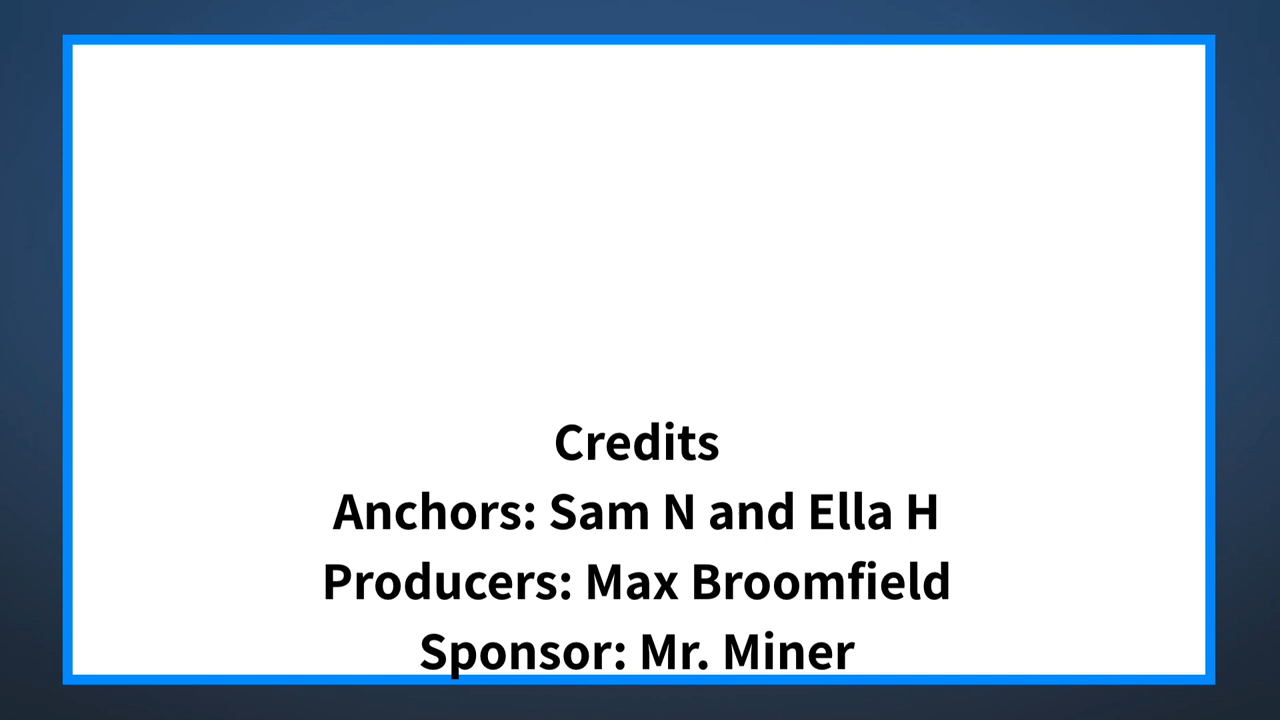 Credits
Anchors: Sam N and Ella H
Producers: Max Broomfield
Sponsor: Mr. Miner